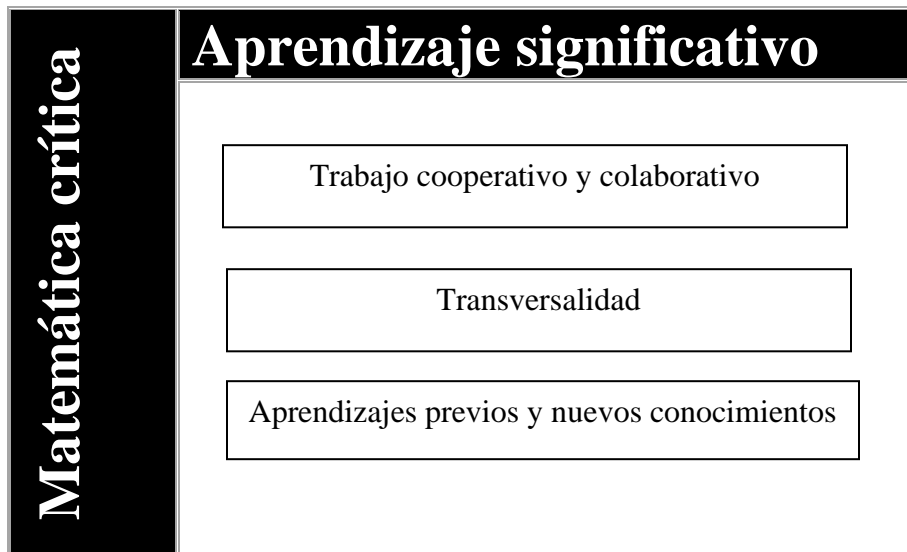 Matemática crítica
Aprendizaje significativo
Trabajo cooperativo y colaborativo
Transversalidad
Aprendizajes previos y nuevos conocimientos